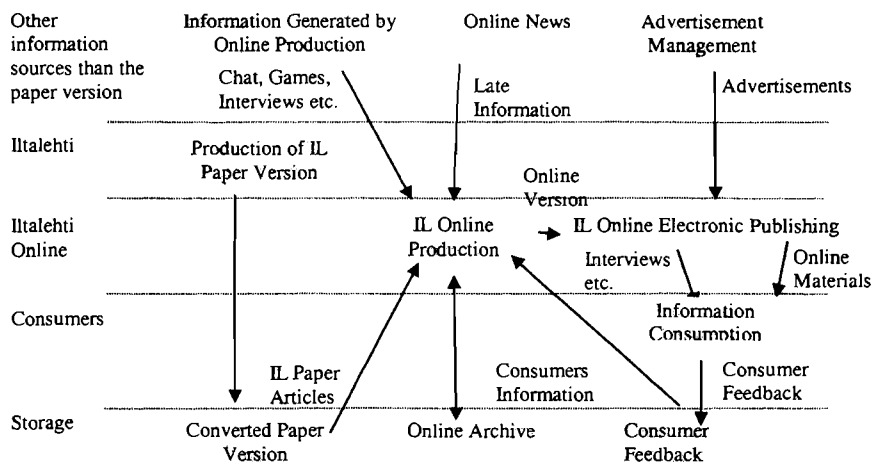 Other
information
sources than the
paper version
Information Generated by
Online Production
Online News
Advertisement
Management
Chat, Games,
Interviews etc.
Late
Information
Advertisements
Iltalehti
Production of IL
Paper Version
Online
Version
Iltalehti
Online
IL Online
Production
IL Online Electronic Publishing
Interviews
etc.
Online
Materials
Consumers
Information
Consumption
IL Paper
Articles
Consumers
Information
Consumer
Feedback
Storage
Converted Paper
Version
Online Archive
Consumer
Feedback